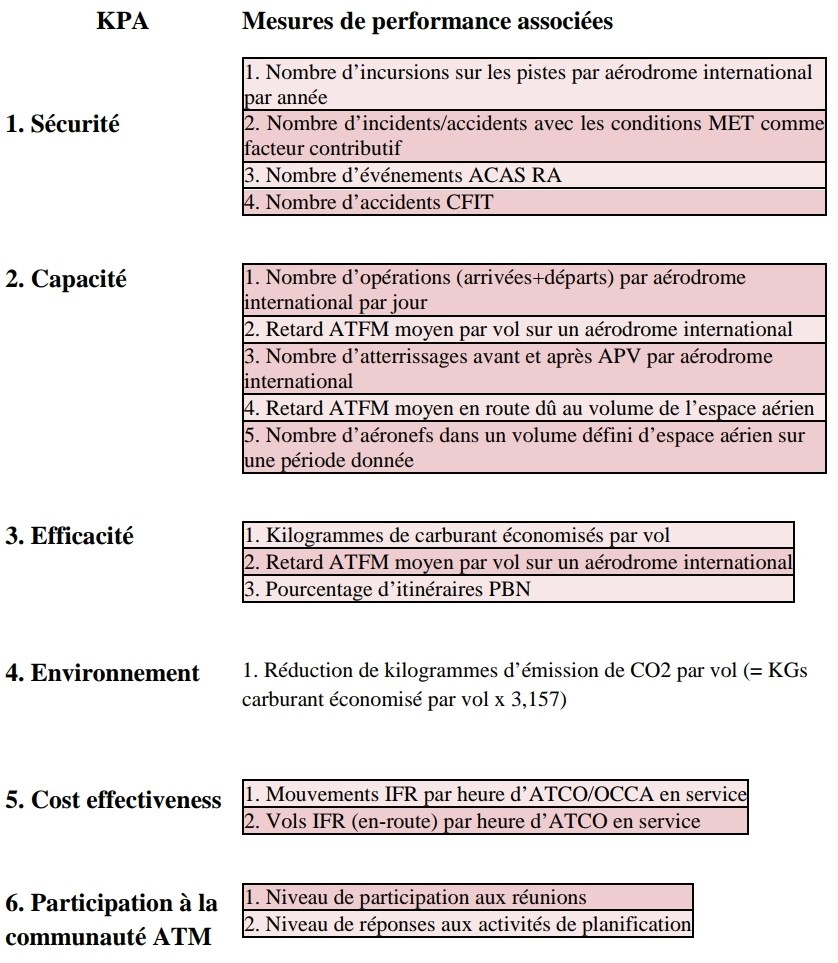 KPA Mesures de performance associées
1. Sécurité
1. Nombre d'incursions sur les pistes par aérodrome international
par année
2. Nombre d'incidents/accidents avec les conditions MET comme
facteur contributif
3. Nombre d'événements ACAS RA
4. Nombre d'accidents CFIT
2. Capacité
1. Nombre d'opérations (arrivées+départs) par aérodrome
international par jour
2. Retard ATFM moyen par vol sur un aérodrome international
3. Nombre d'atterrissages avant et après APV par aérodrome
international
4. Retard ATFM moyen en route dû au volume de l'espace aérien
5. Nombre d'aéronefs dans un volume défini d'espace aérien sur
une période donnée
3. Efficacité
1. Kilogrammes de carburant économisés par vol
2. Retard ATFM moyen par vol sur un aérodrome international
3. Pourcentage d'itinéraires PBN
4. Environnement
1. Réduction de kilogrammes d'émission de CO2 par vol (= KGs
carburant économisé par vol x 3,157)
5. Cost effectiveness
1. Mouvements IFR par heure d'ATCO/OCCA en service
2. Vols IFR (en-route) par heure d'ATCO en service
6. Participation à la
communauté ATM
1. Niveau de participation aux réunions
2. Niveau de réponses aux activités de planification